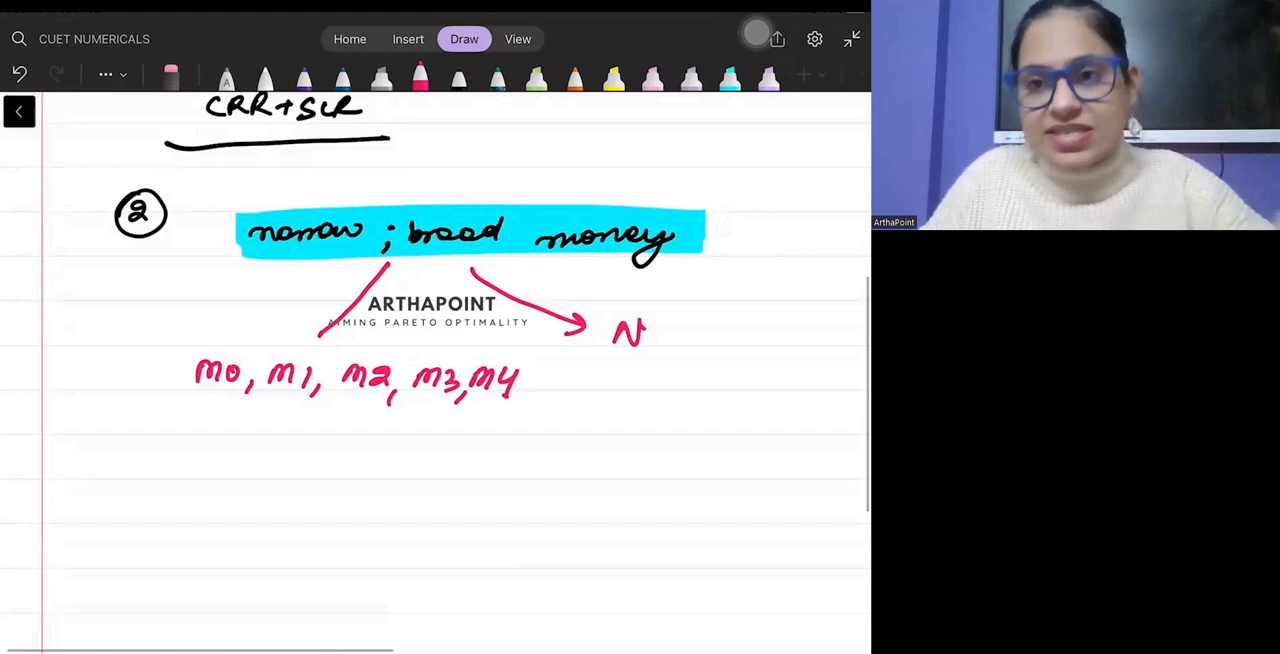 CUET NUMERICALS
Home Insert Draw View
CRR+SLR
2
narrow ; broad money
ARTHAPOINT
AIMING PARETO OPTIMALITY
N
M0, M1, M2, M3, M4
ArthaPoint